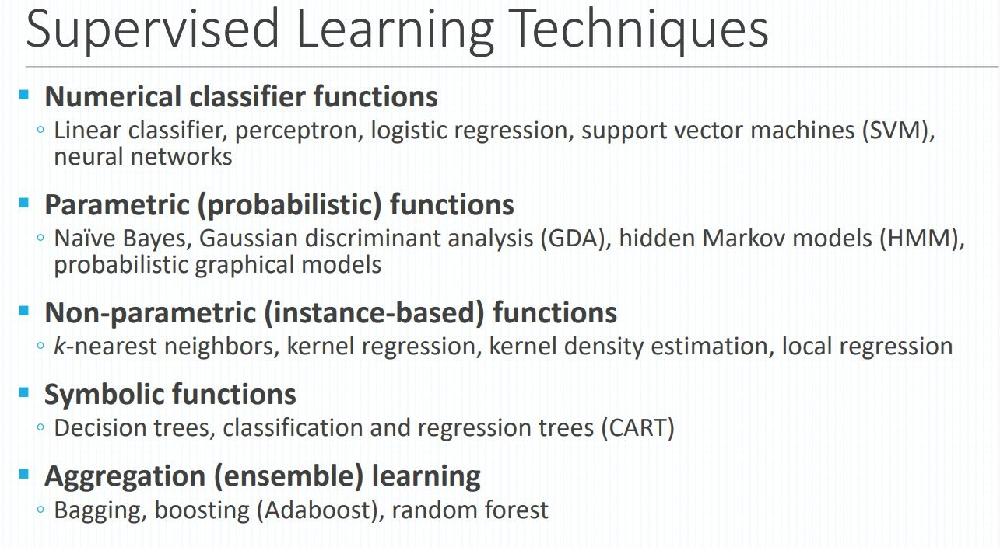 Supervised Learning Techniques
▪ Numerical classifier functions
◦ Linear classifier, perceptron, logistic regression, support vector machines (SVM),
neural networks
▪ Parametric (probabilistic) functions
◦ Naïve Bayes, Gaussian discriminant analysis (GDA), hidden Markov models (HMM),
probabilistic graphical models
▪ Non-parametric (instance-based) functions
◦ k-nearest neighbors, kernel regression, kernel density estimation, local regression
▪ Symbolic functions
◦ Decision trees, classification and regression trees (CART)
▪ Aggregation (ensemble) learning
◦ Bagging, boosting (Adaboost), random forest